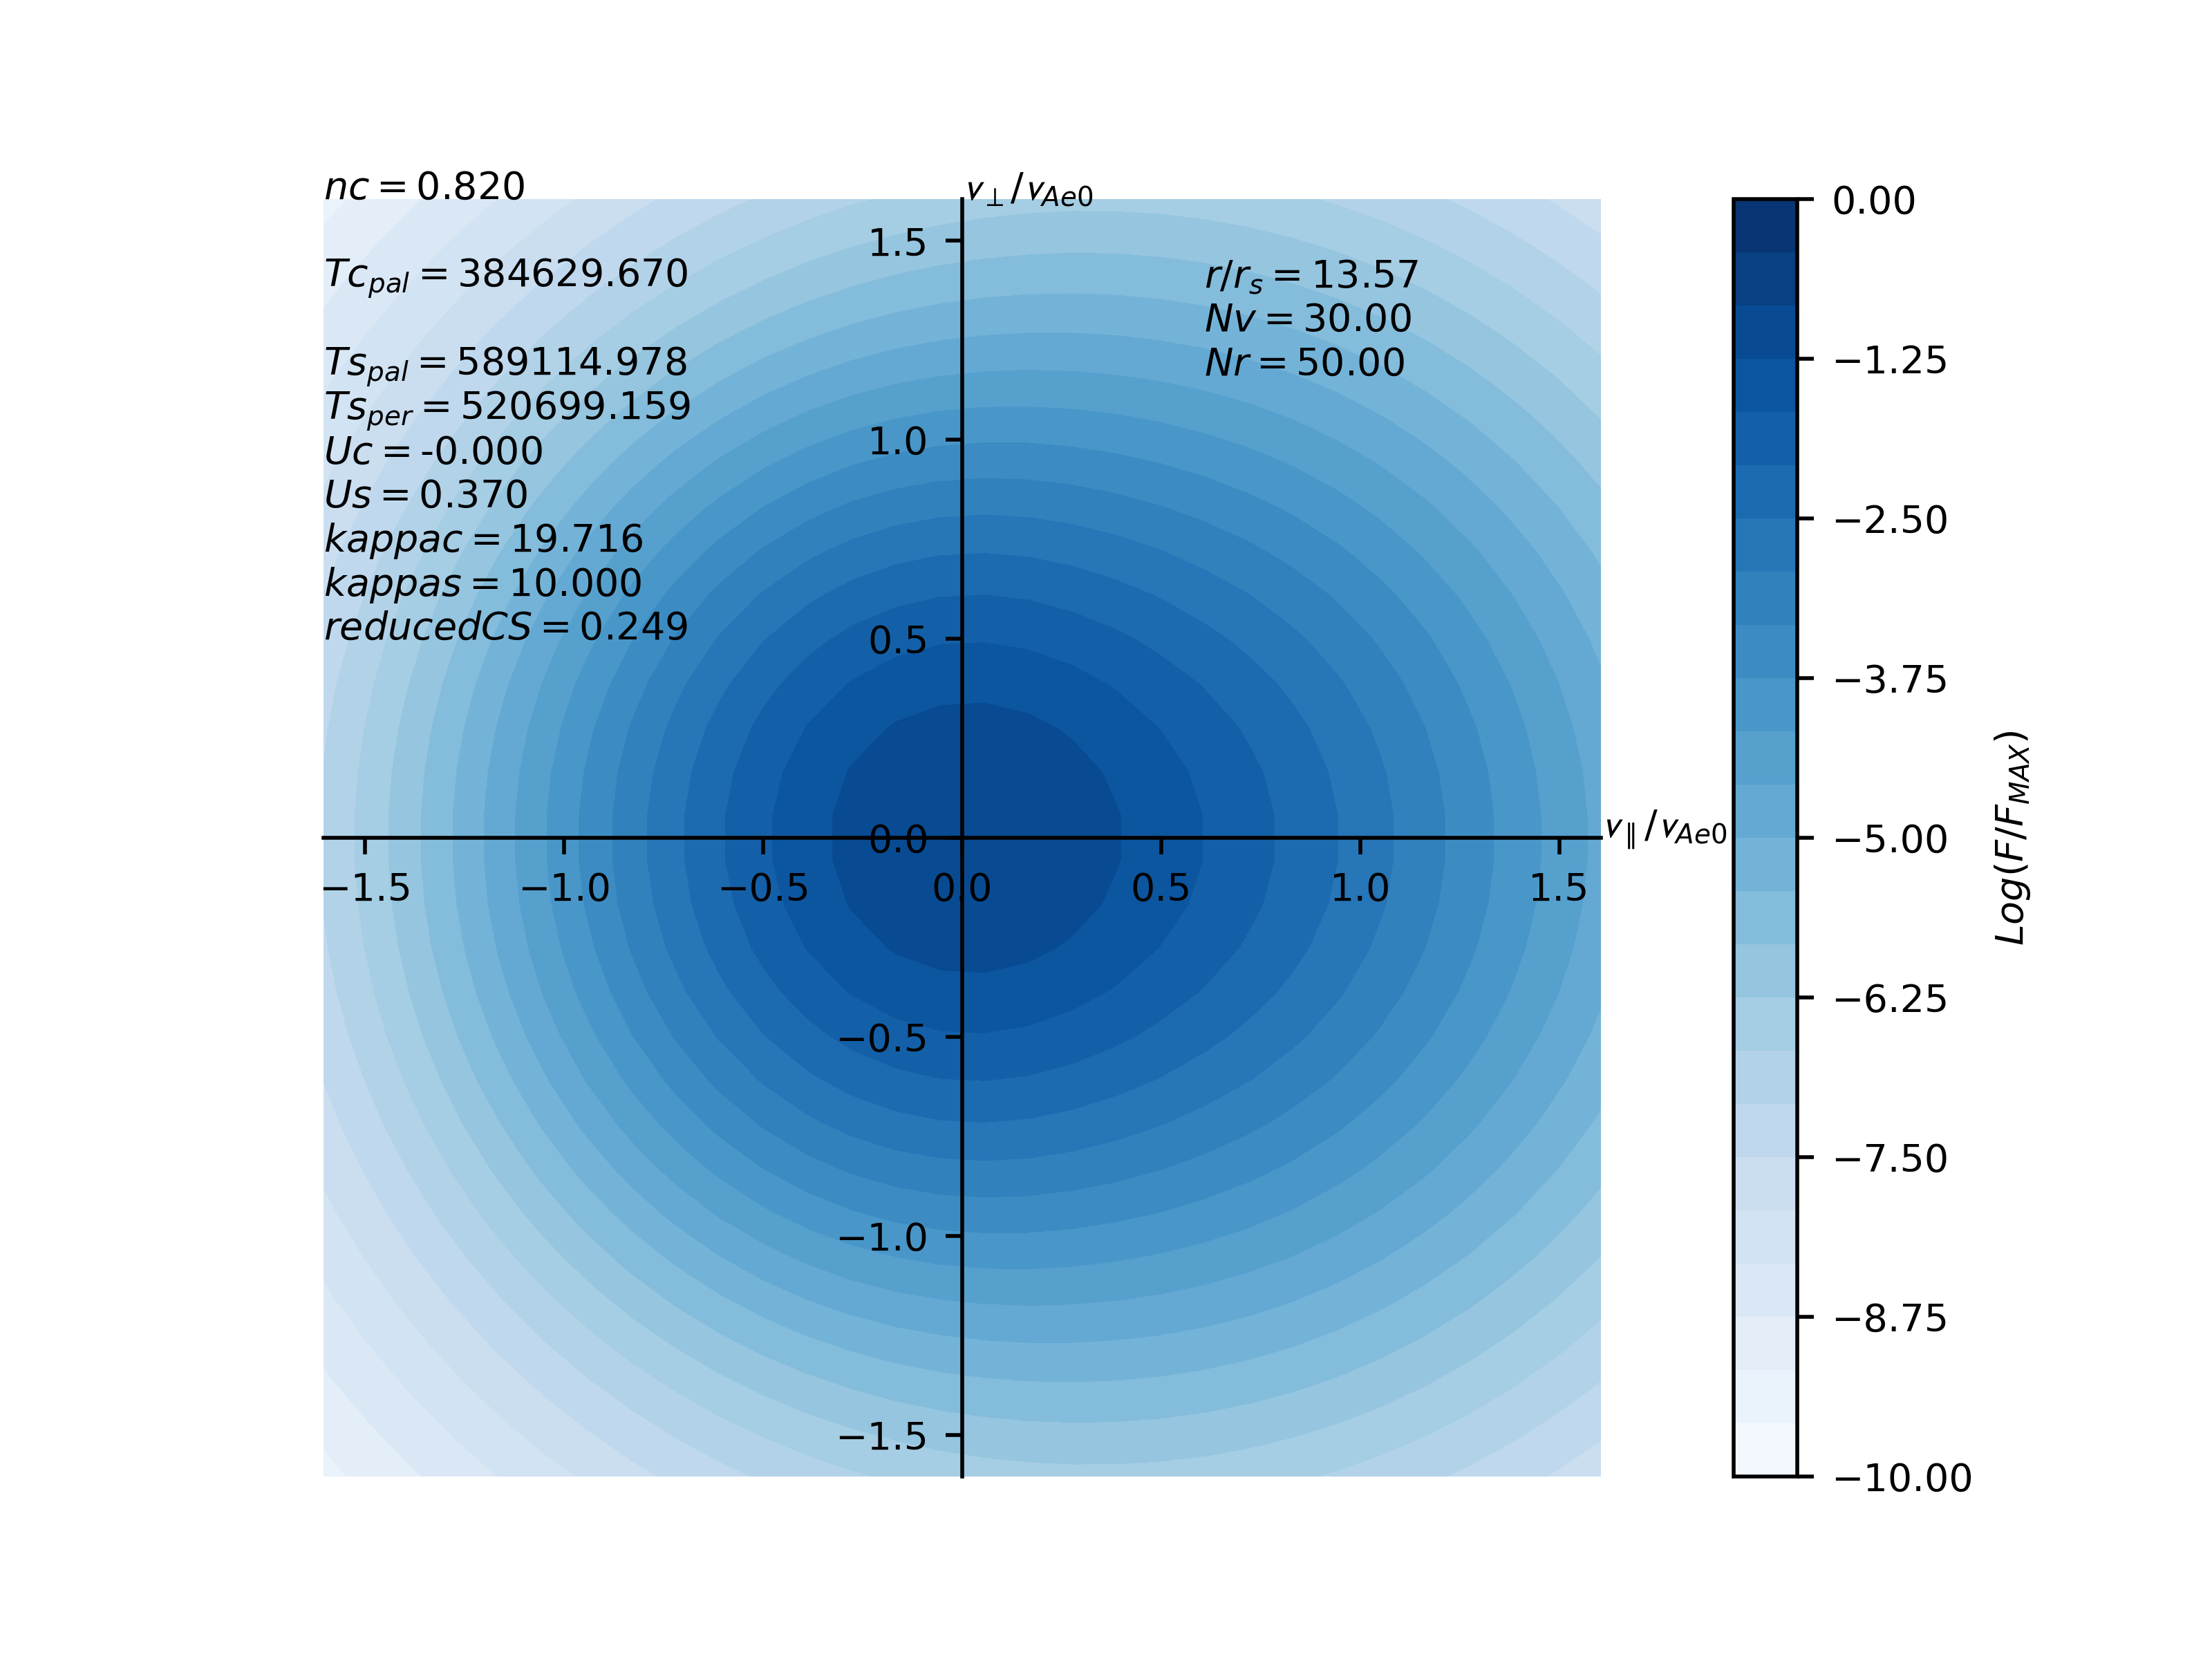 nc = 0.820
v⊥/vAe0
Tcpal = 384629.670
Tspal = 589114.978
Tsper = 520699.159
Uc = -0.000
Us = 0.370
kappac = 19.716
kappas = 10.000
reducedCS = 0.249
r/rs = 13.57
Nv = 30.00
Nr = 50.00
1.5
1.0
0.5
0.0
−0.5
−1.0
−1.5
−1.5
−1.0
−0.5
0.0
0.5
1.0
1.5
v∥/vAe0
0.00
−1.25
−2.50
−3.75
−5.00
−6.25
−7.50
−8.75
−10.00
Log(F/FMAX)